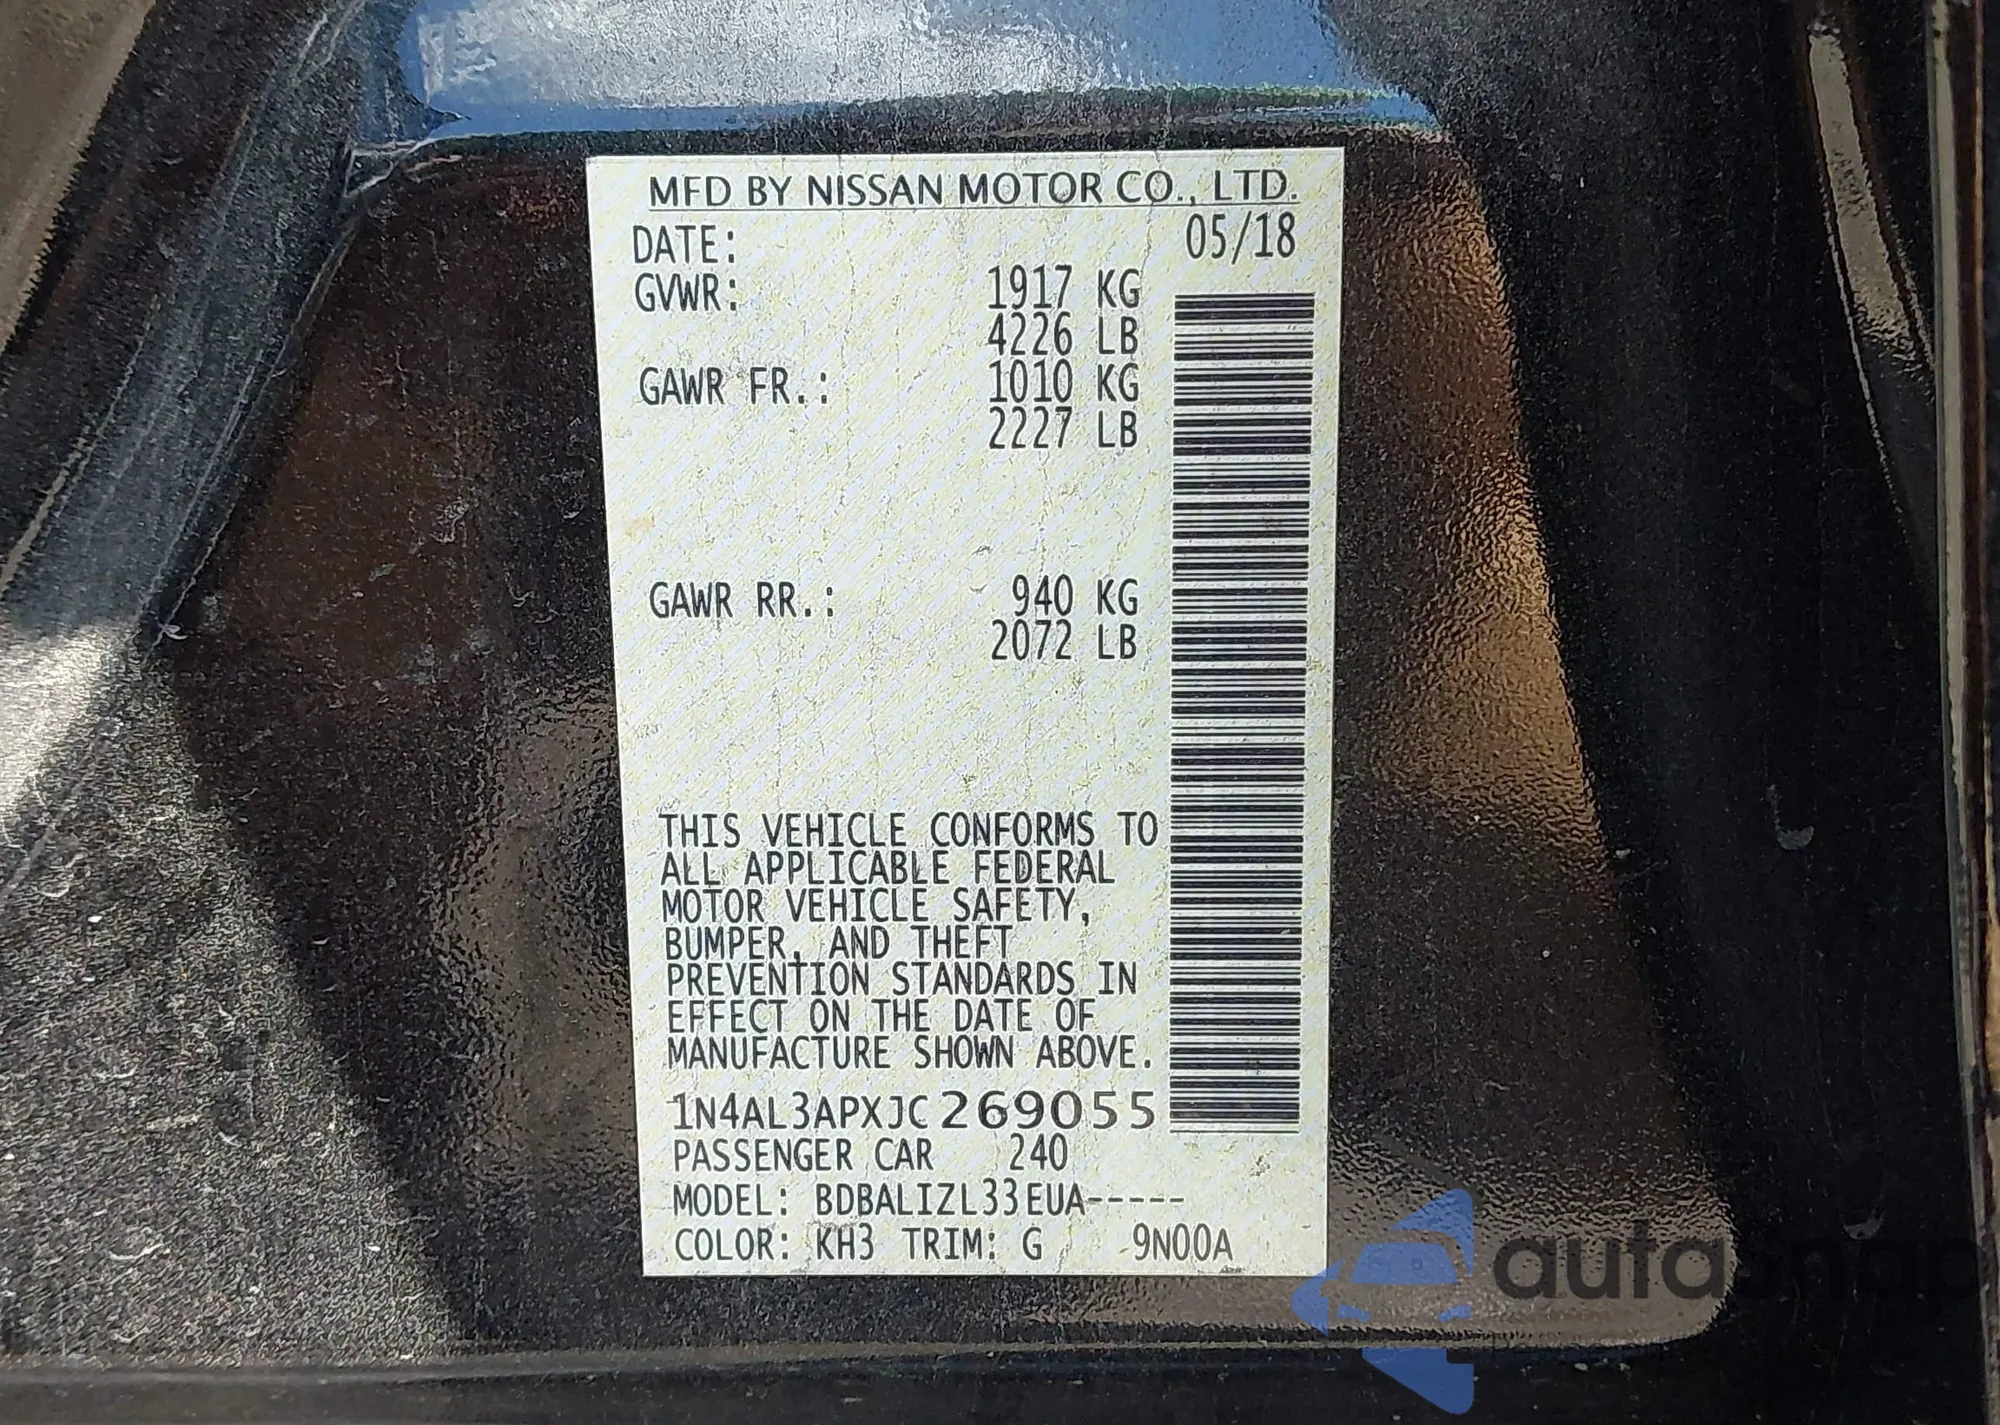 MFD BY NISSAN MOTOR CO., LTD.
DATE: 05/18
GVWR: 1917 KG
4226 LB
GAWR FR.: 1010 KG
2227 LB
GAWR RR.: 940 KG
2072 LB
THIS VEHICLE CONFORMS TO
ALL APPLICABLE FEDERAL
MOTOR VEHICLE SAFETY,
BUMPER, AND THEFT
PREVENTION STANDARDS IN
EFFECT ON THE DATE OF
MANUFACTURE SHOWN ABOVE.
1N4AL3APXJC269055
PASSENGER CAR 240
MODEL: BDBALIZL33EUA-----
COLOR: KH3 TRIM: G 9N00A
autasnap